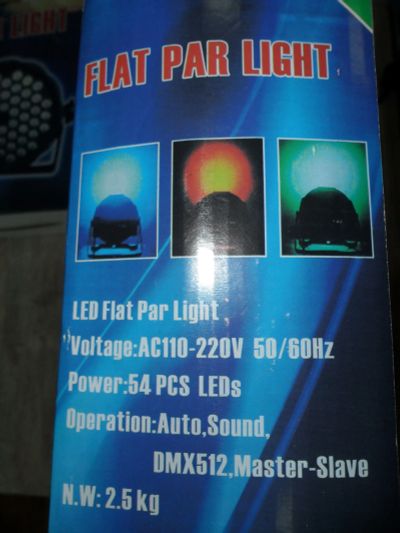 LIGHT
FLAT PAR LIGHT
LED Flat Par Light
Voltage:AC110-220V 50/60Hz
Power:54 PCS LEDs
Operation:Auto,Sound,
DMX512,Master-Slave
N.W: 2.5kg